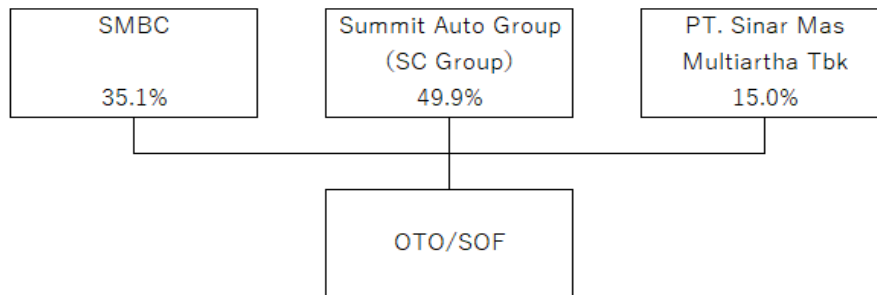 SMBC
35.1%
Summit Auto Group
(SC Group)
49.9%
PT. Sinar Mas
Multiartha Tbk
15.0%
OTO/SOF